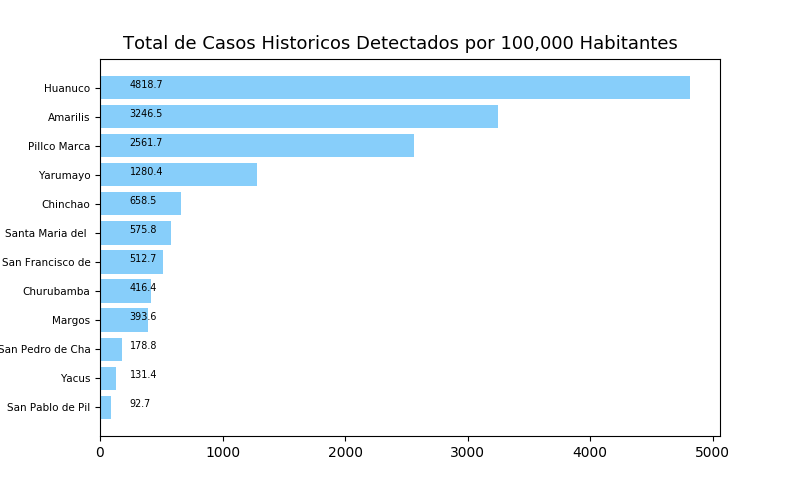 Total de Casos Historicos Detectados por 100,000 Habitantes
Huanuco 4818.7
Amarilis 3246.5
Pillco Marca 2561.7
Yarumayo 1280.4
Chinchao 658.5
Santa Maria del 575.8
San Francisco de 512.7
Churubamba 416.4
Margos 393.6
San Pedro de Cha 178.8
Yacus 131.4
San Pablo de Pil 92.7
0 1000 2000 3000 4000 5000